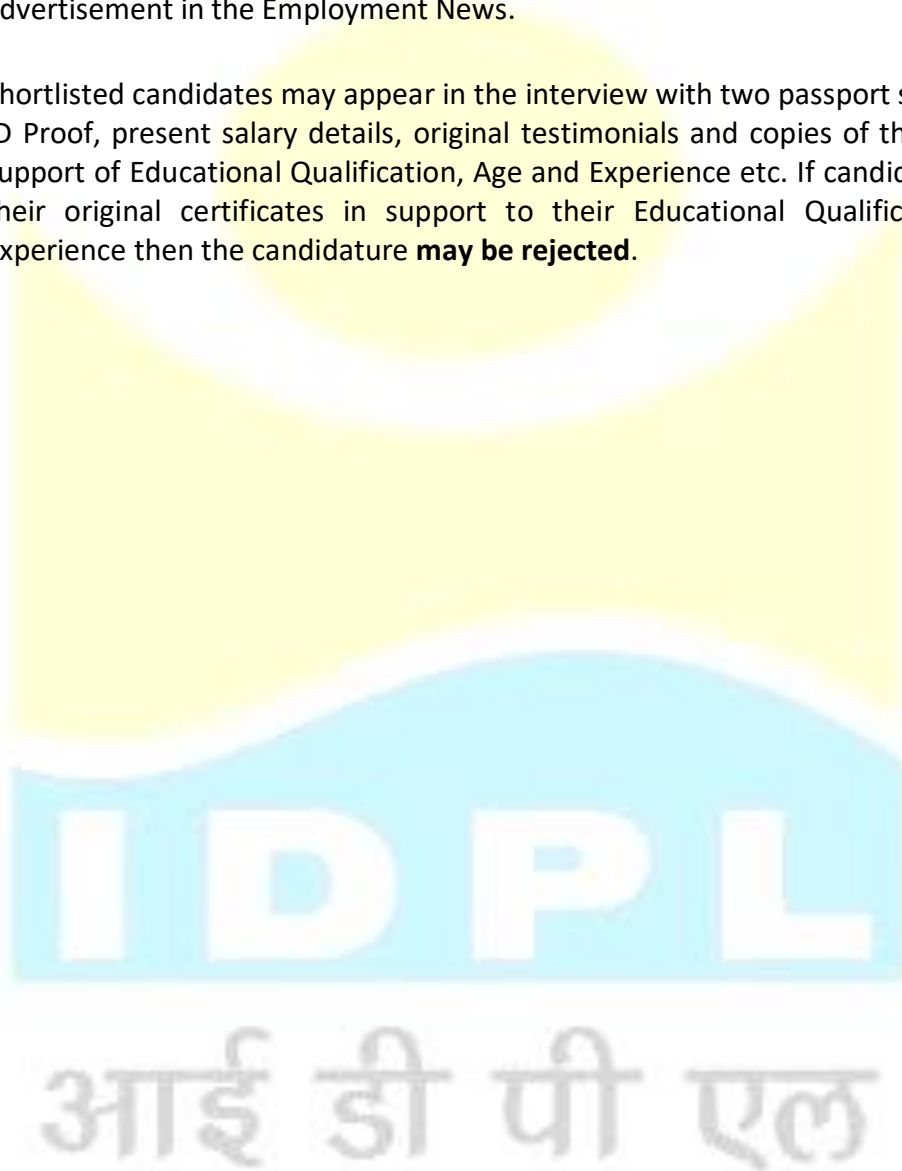 dvertisement in the Employment News.
hortlisted candidates may appear in the interview with two passport s
D Proof, present salary details, original testimonials and copies of th
upport of Educational Qualification, Age and Experience etc. If candid
heir original certificates in support to their Educational Qualific
xperience then the candidature may be rejected.
IDPL
आई डी पी एल